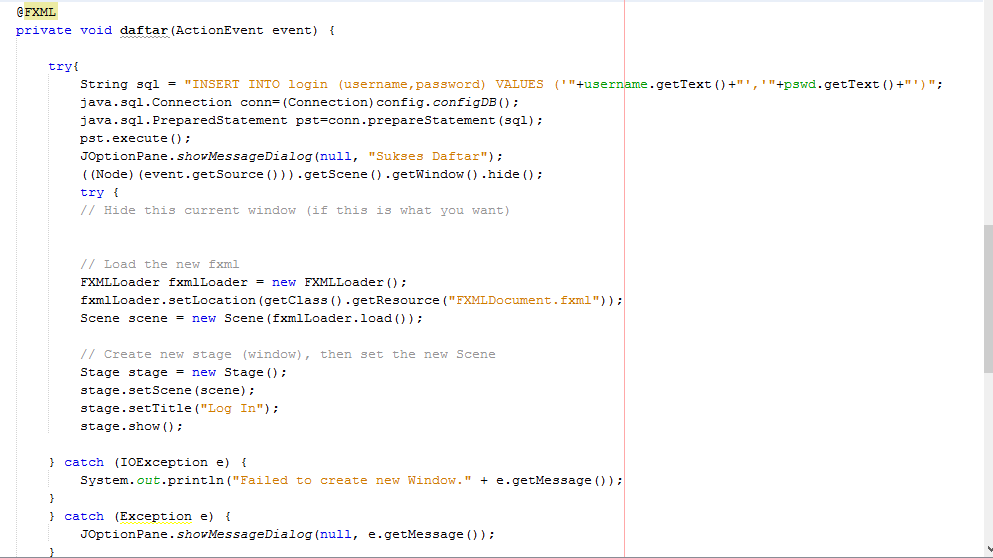 @FXML
private void daftar(ActionEvent event) {
try{
String sql = "INSERT INTO login (username,password) VALUES ('"+username.getText()+"','"+pswd.getText()+"')";
java.sql.Connection conn=(Connection)config.configDB();
java.sql.PreparedStatement pst=conn.prepareStatement(sql);
pst.execute();
JOptionPane.showMessageDialog(null, "Sukses Daftar");
((Node)(event.getSource())).getScene().getWindow().hide();
try {
// Hide this current window (if this is what you want)
// Load the new fxml
FXMLLoader fxmlLoader = new FXMLLoader();
fxmlLoader.setLocation(getClass().getResource("FXMLDocument.fxml"));
Scene scene = new Scene(fxmlLoader.load());
// Create new stage (window), then set the new Scene
Stage stage = new Stage();
stage.setScene(scene);
stage.setTitle("Log In");
stage.show();
} catch (IOException e) {
System.out.println("Failed to create new Window." + e.getMessage());
}
} catch (Exception e) {
JOptionPane.showMessageDialog(null, e.getMessage());
}